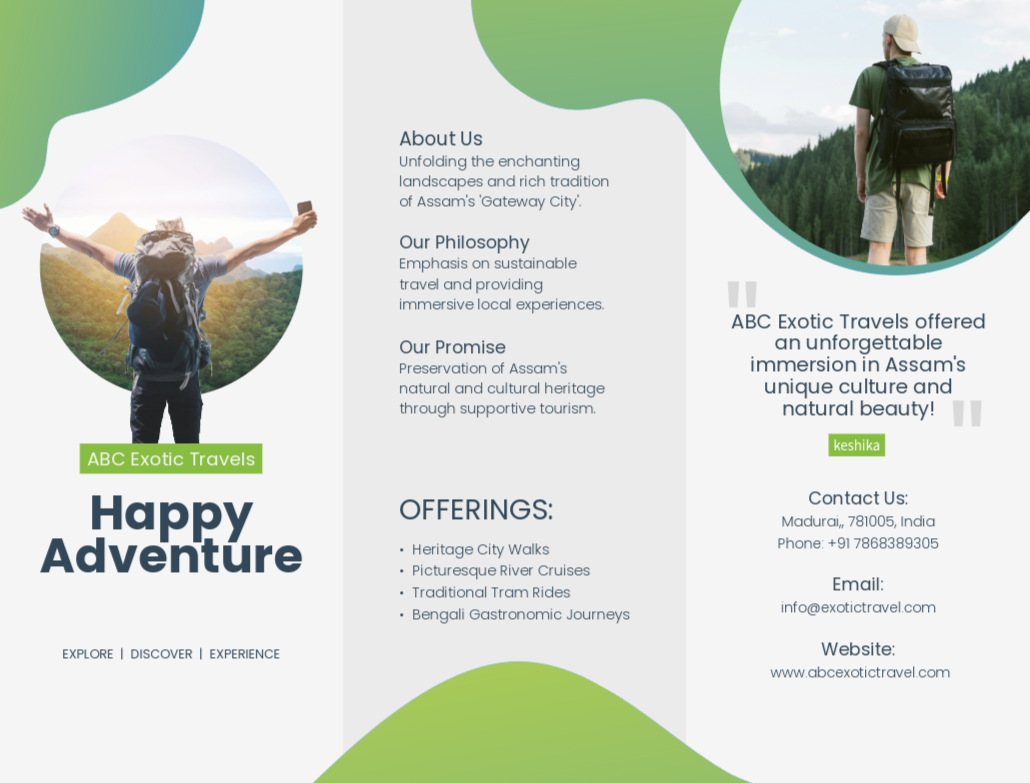 ABC Exotic Travels
Happy
Adventure
EXPLORE | DISCOVER | EXPERIENCE
About Us
Unfolding the enchanting
landscapes and rich tradition
of Assam's 'Gateway City'.
Our Philosophy
Emphasis on sustainable
travel and providing
immersive local experiences.
Our Promise
Preservation of Assam's
natural and cultural heritage
through supportive tourism.
OFFERINGS:
• Heritage City Walks
• Picturesque River Cruises
• Traditional Tram Rides
• Bengali Gastronomic Journeys
"
ABC Exotic Travels offered
an unforgettable
immersion in Assam's
unique culture and
natural beauty! "
keshika
Contact Us:
Madurai,, 781005, India
Phone: +91 7868389305
Email:
info@exotictravel.com
Website:
www.abcexotictravel.com